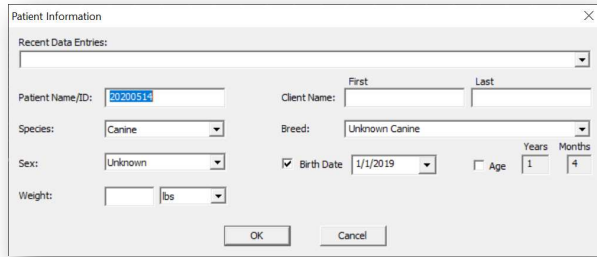 Patient Information
Recent Data Entries:
First Last
Patient Name/ID: 20200514 Client Name:
Species: Canine Breed: Unknown Canine
Years Months
Sex: Unknown Birth Date 1/1/2019 Age 1 4
Weight: lbs
OK Cancel